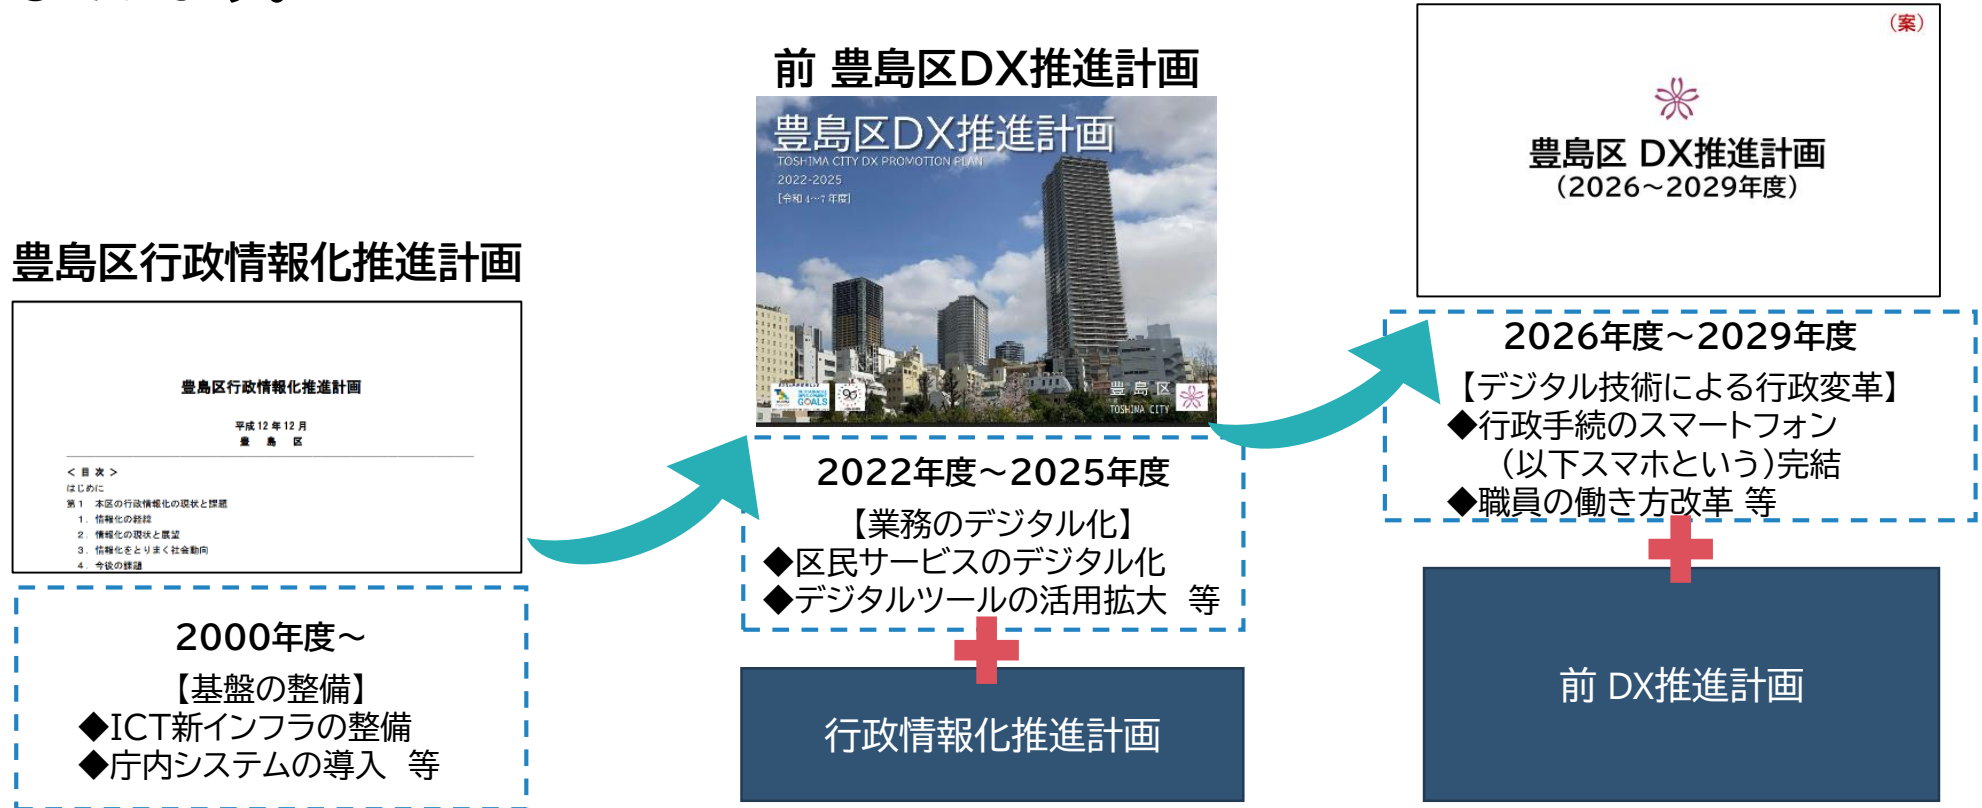 豊島区行政情報化推進計画
豊島区行政情報化推進計画
平成12年12月
豊 島 区
<目次>
はじめに
第1 本区の行政情報化の現状と課題
1. 情報化の経緯
2. 情報化の現状と展望
3. 情報化をとりまく社会動向
4. 今後の課題
2000年度~
【基盤の整備】
◆ICT新インフラの整備
◆庁内システムの導入 等
前 豊島区DX推進計画
豊島区DX推進計画
TOSHIMA CITY DX PROMOTION PLAN
2022-2025
[令和4~7年度]
GOALS
90
豊島区
TOSHIMA CITY
2022年度~2025年度
【業務のデジタル化】
◆区民サービスのデジタル化
◆デジタルツールの活用拡大 等
行政情報化推進計画
(案)
豊島区 DX推進計画
(2026~2029年度)
2026年度~2029年度
【デジタル技術による行政変革】
◆行政手続のスマートフォン
(以下スマホという)完結
◆職員の働き方改革 等
前 DX推進計画